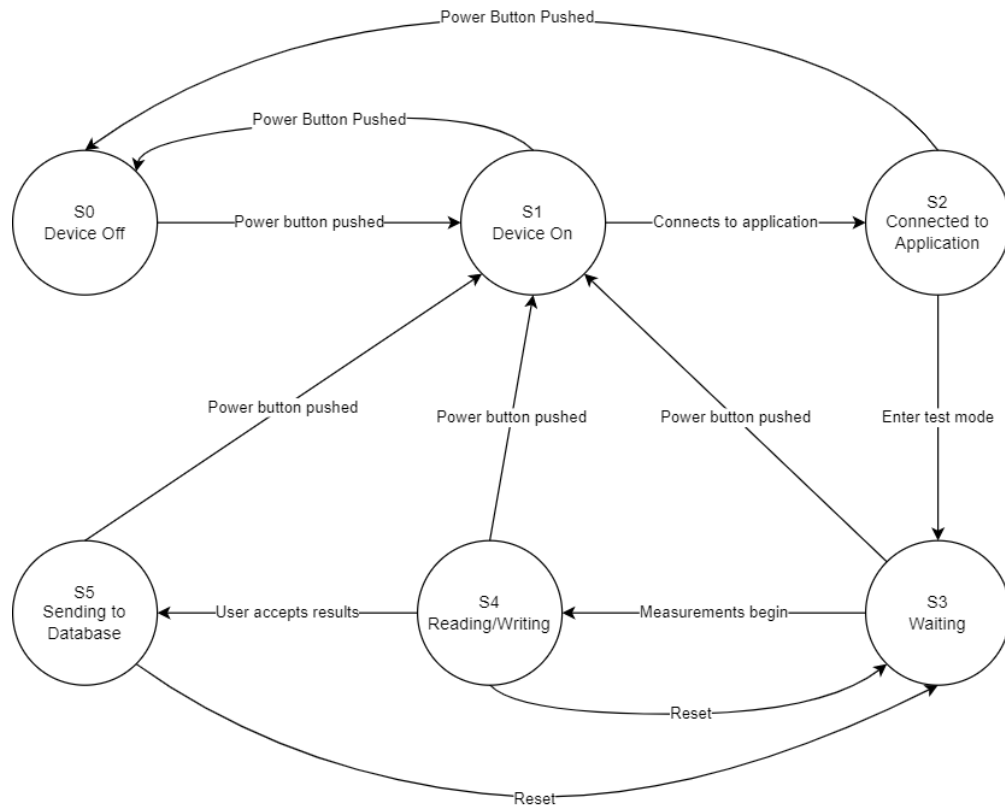 Power Button Pushed
Power Button Pushed
S0
Device Off
Power button pushed
S1
Device On
Connects to application
S2
Connected to
Application
Power button pushed
Power button pushed
Power button pushed
Enter test mode
S5
Sending to
Database
User accepts results
S4
Reading/Writing
Measurements begin
S3
Waiting
Reset
Reset